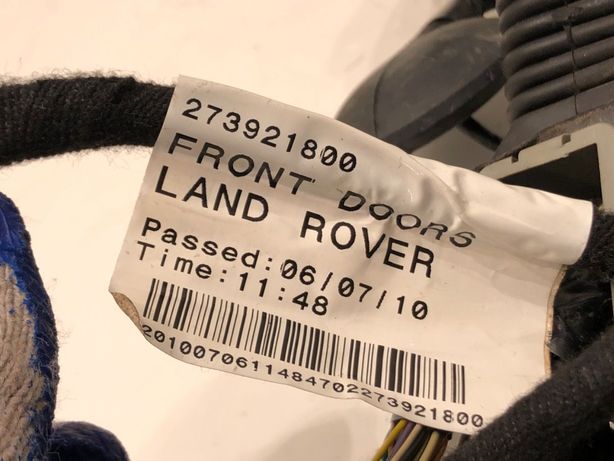 273921800
FRONT DOORS
LAND ROVER
Passed:06/07/10
Time:11:48
2010070611484702273921800